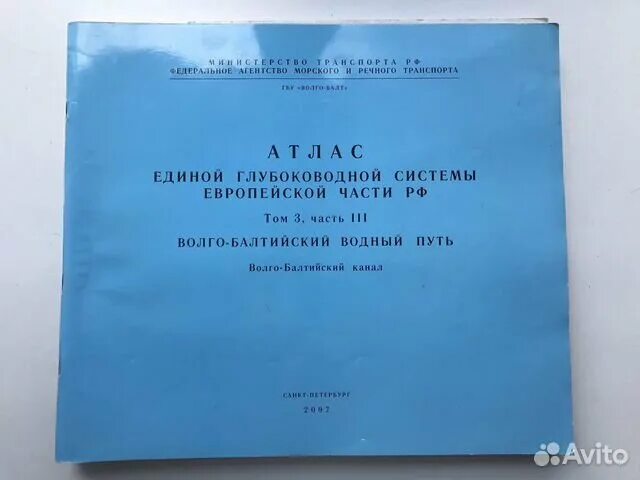 МИНИСТЕРСТВО ТРАНСПОРТА РФ
ФЕДЕРАЛЬНОЕ АГЕНТСТВО МОРСКОГО И РЕЧНОГО ТРАНСПОРТА
ГБУ «ВОЛГО-БАЛТ»
АТЛАС
ЕДИНОЙ ГЛУБОКОВОДНОЙ СИСТЕМЫ
ЕВРОПЕЙСКОЙ ЧАСТИ РФ
Том 3, часть III
ВОЛГО-БАЛТИЙСКИЙ ВОДНЫЙ ПУТЬ
Волго-Балтийский канал
САНКТ-ПЕТЕРБУРГ
2007
Avito